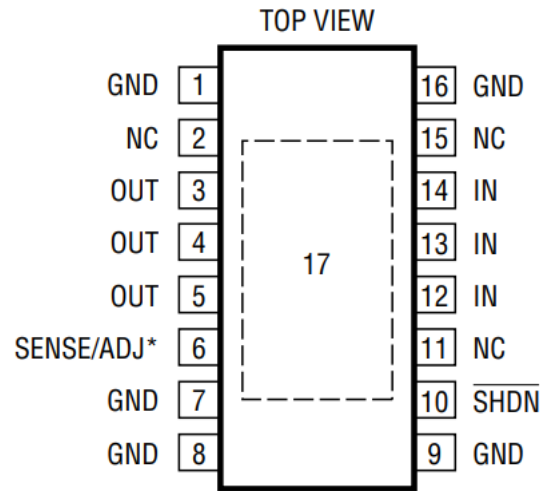 TOP VIEW
GND 1 16 GND
NC 2 15 NC
OUT 3 14 IN
OUT 4 13 IN
17
OUT 5 12 IN
SENSE/ADJ* 6 11 NC
GND 7 10 S̅H̅D̅N̅
GND 8 9 GND